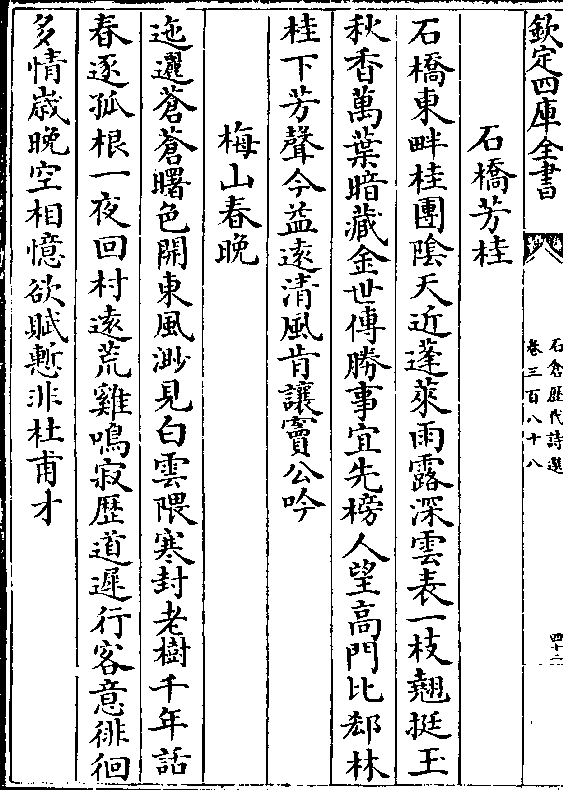 欽定四庫全書
石倉歷代詩選
卷三百八十八
四十二
石橋芳桂
石橋東畔桂團陰天近蓬萊雨露深雲表一枝翹挺玉
秋香萬葉暗藏金世傳勝事宜先榜人望高門比郄林
桂下芳聲今益遠清風肯讓竇公吟
梅山春晚
迤邐蒼蒼曙色開東風渺見白雲隈寒封老樹千年話
春逐孤根一夜回村遠荒雞鳴寂歷道遲行客意徘徊
多情歲晚空相憶欲賦慙非杜甫才